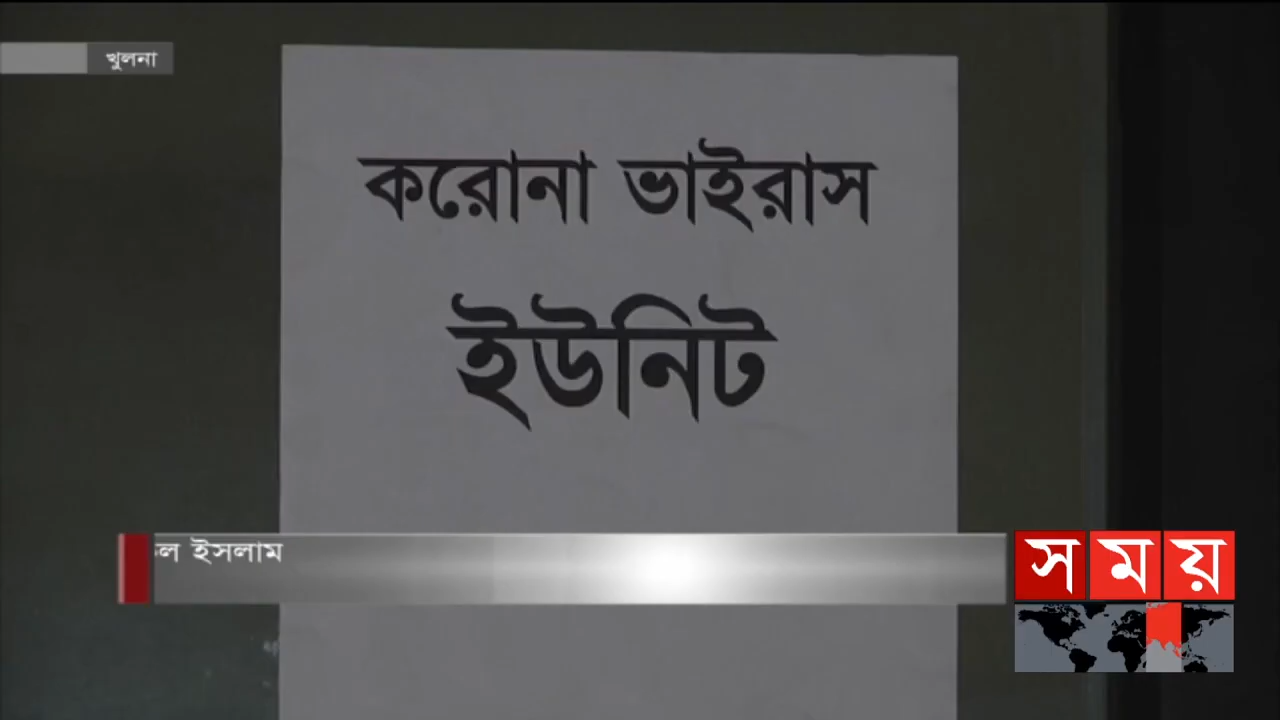 খুলনা
করোনা ভাইরাস
ইউনিট
ইসলাম
সময়